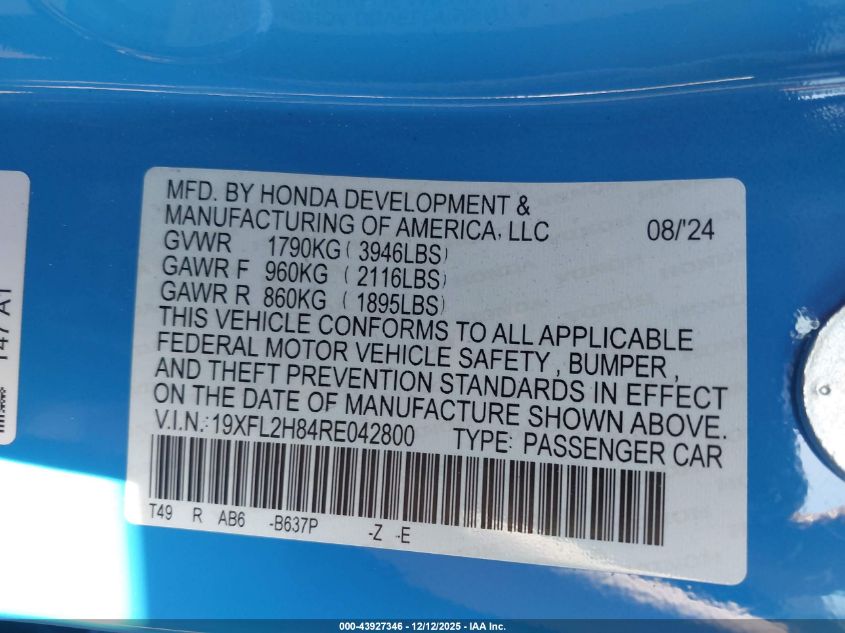 MFD. BY HONDA DEVELOPMENT &
MANUFACTURING OF AMERICA, LLC 08/'24
GVWR 1790KG ( 3946LBS)
GAWR F 960KG ( 2116LBS)
GAWR R 860KG ( 1895LBS)
THIS VEHICLE CONFORMS TO ALL APPLICABLE
FEDERAL MOTOR VEHICLE SAFETY , BUMPER ,
AND THEFT PREVENTION STANDARDS IN EFFECT
ON THE DATE OF MANUFACTURE SHOWN ABOVE.
V.I.N.: 19XFL2H84RE042800 TYPE: PASSENGER CAR
T49 R AB6 -B637P -Z -E
147 A1
000-43927346 - 12/12/2025 - IAA Inc.